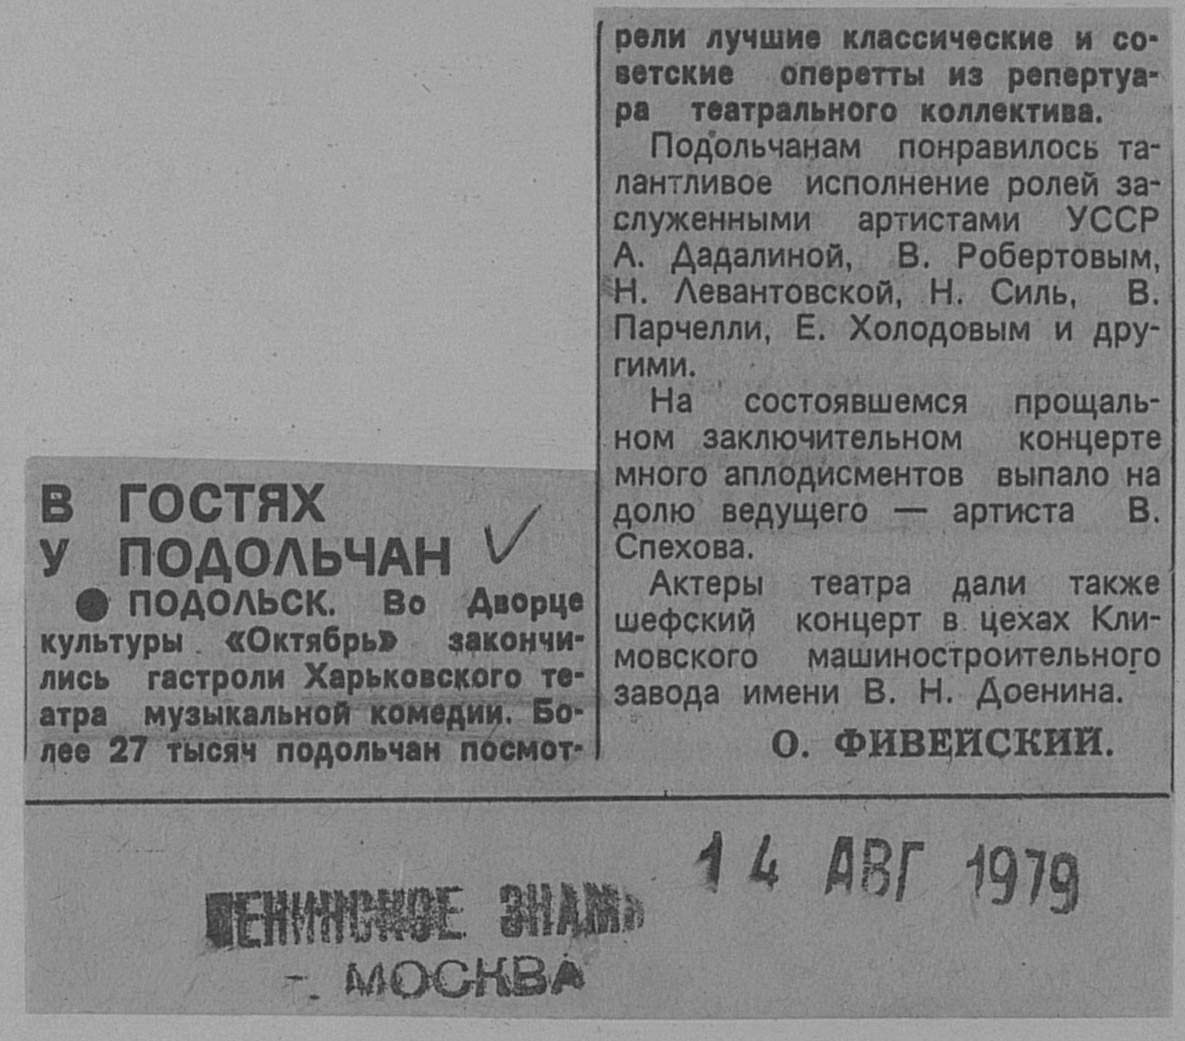 В ГОСТЯХ
У ПОДОЛЬЧАН
● ПОДОЛЬСК. Во Дворце
культуры «Октябрь» закончи-
лись гастроли Харьковского те-
атра музыкальной комедии. Бо-
лее 27 тысяч подольчан посмот-
рели лучшие классические и со-
ветские оперетты из репертуа-
ра театрального коллектива.
Подольчанам понравилось та-
лантливое исполнение ролей за-
служенными артистами УССР
А. Дадалиной, В. Робертовым,
Н. Левантовской, Н. Силь, В.
Парчелли, Е. Холодовым и дру-
гими.
На состоявшемся прощаль-
ном заключительном концерте
много аплодисментов выпало на
долю ведущего — артиста В.
Спехова.
Актеры театра дали также
шефский концерт в цехах Кли-
мовского машиностроительного
завода имени В. Н. Доенина.
О. ФИВЕЙСКИЙ.
14 АВГ 1979
ЛЕНИНСКОЕ ЗНАМЯ
г. МОСКВА